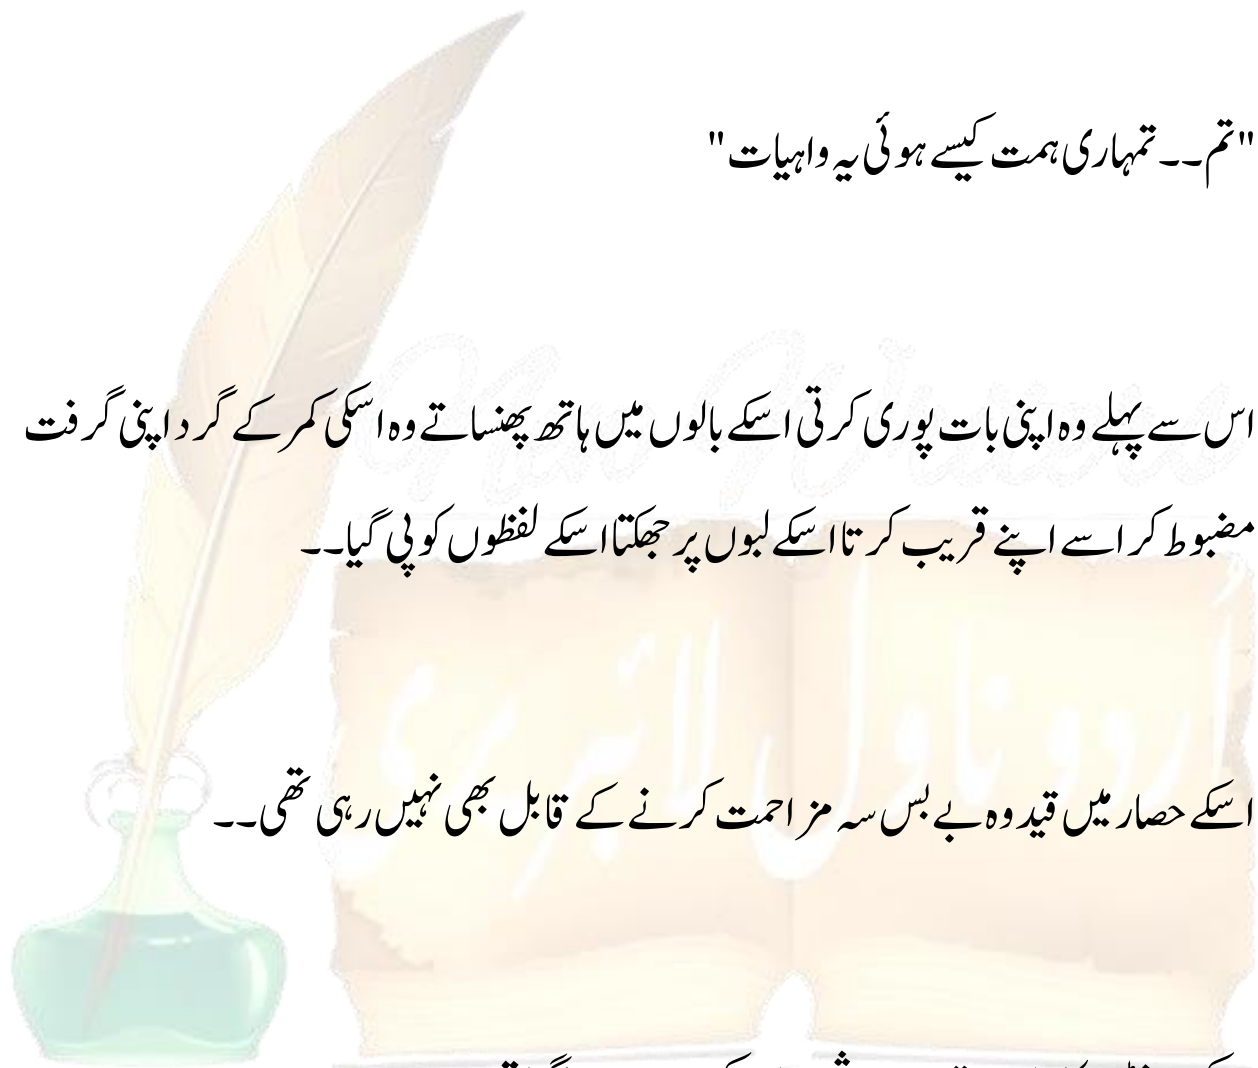 "تم۔۔ تمہاری ہمت کیسے ہوئی یہ واہیات"
اس سے پہلے وہ اپنی بات پوری کرتی اسکے بالوں میں ہاتھ پھنساتے وہ اسکی کمر کے گرد اپنی گرفت
مضبوط کر اسے اپنے قریب کرتا اسکے لبوں پر جھکتا اسکے لفظوں کو پی گیا۔۔
اردو ناول لائبریری
اسکے حصار میں قید وہ بے بس سہ مزاحمت کرنے کے قابل بھی نہیں رہی تھی۔۔